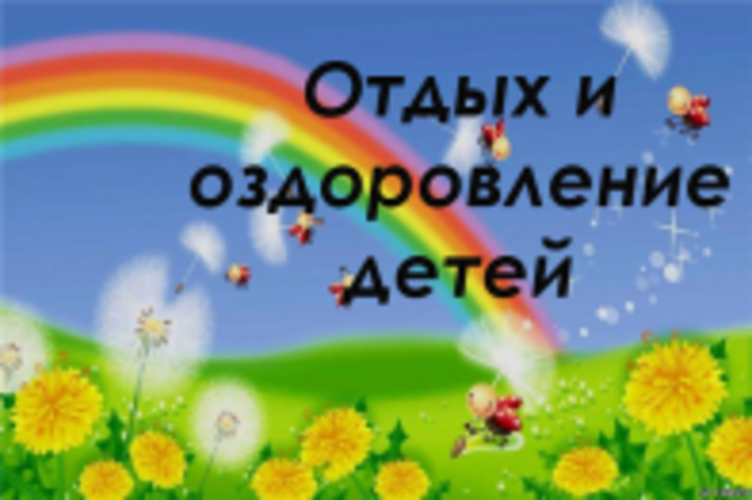 Отдых и
оздоровление
детей